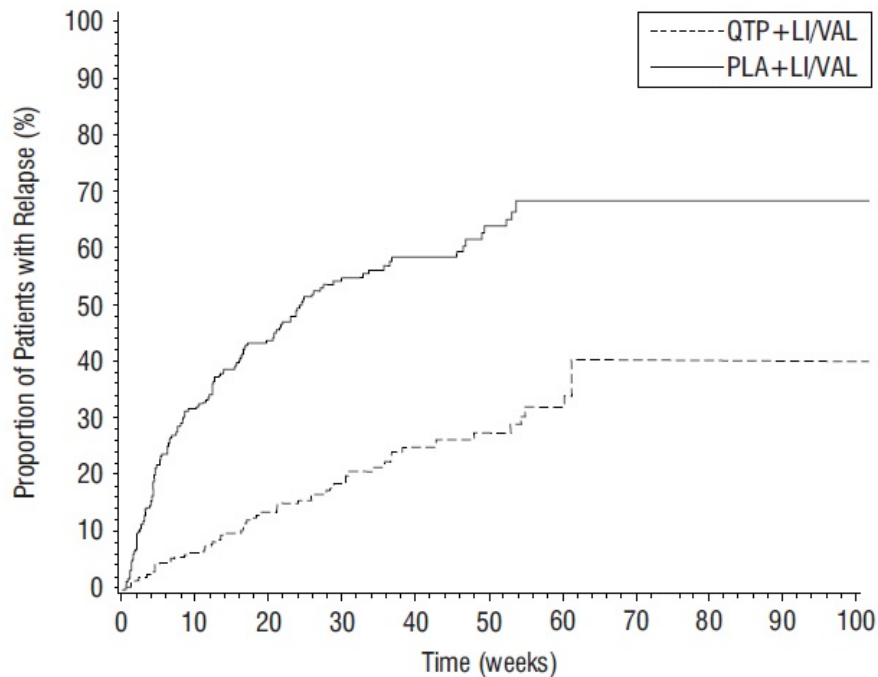 QTP+LI/VAL
PLA+LI/VAL
Proportion of Patients with Relapse (%)
100
90
80
70
60
50
40
30
20
10
0
0 10 20 30 40 50 60 70 80 90 100
Time (weeks)